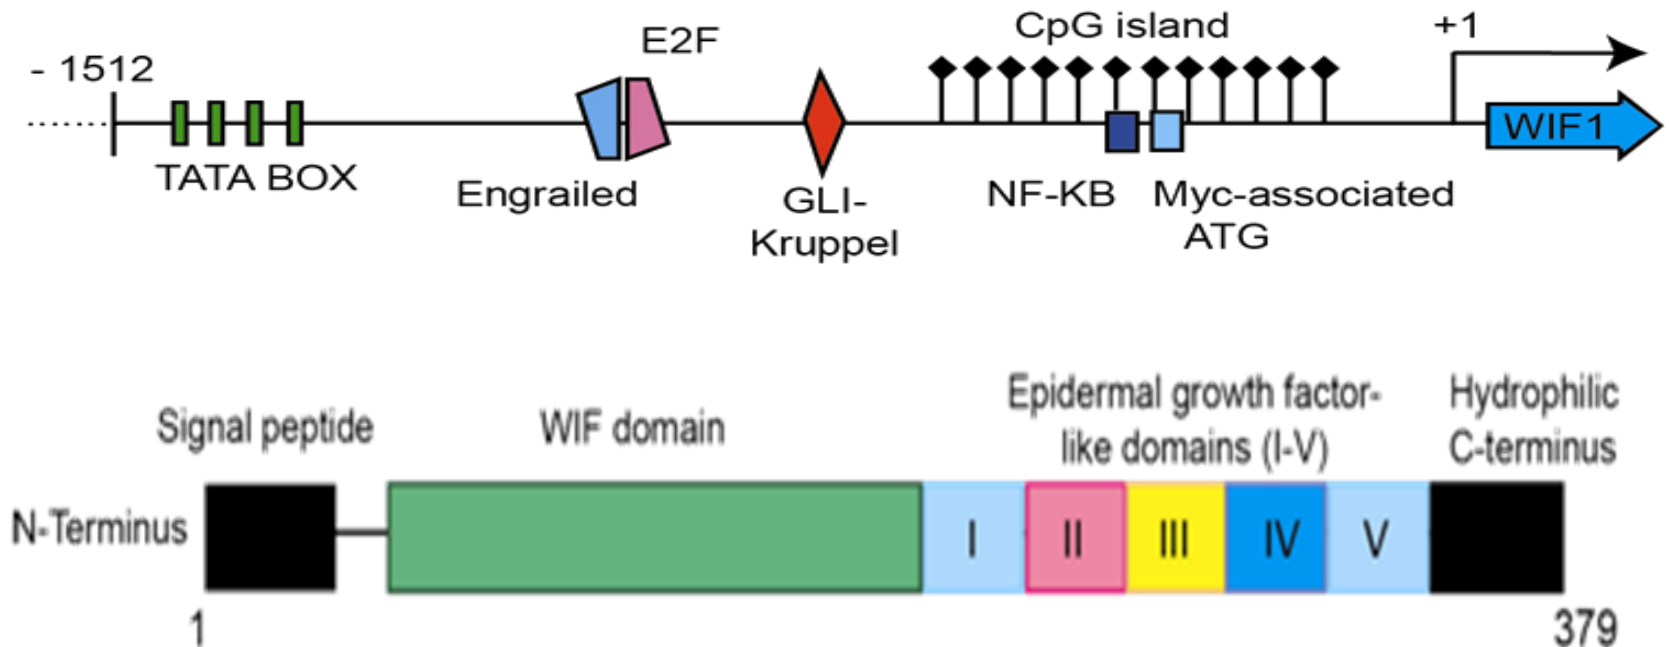 E2F
CpG island
+1
- 1512
WIF1
TATA BOX
Engrailed
GLI-
Kruppel
NF-KB
Myc-associated
ATG
Signal peptide
WIF domain
Epidermal growth factor-
like domains (I-V)
Hydrophilic
C-terminus
N-Terminus
I
II
III
IV
V
1
379